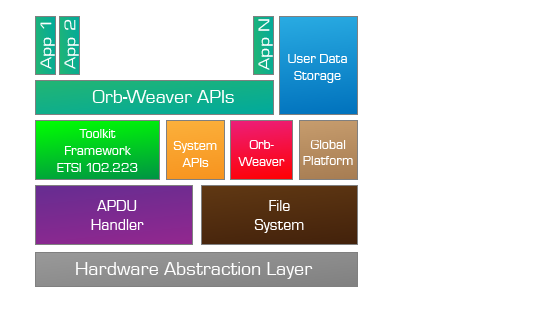 App 1
App 2
App N
User Data
Storage
Orb-Weaver APIs
Toolkit
Framework
ETSI 102.223
System
APIs
Orb-
Weaver
Global
Platform
APDU
Handler
File
System
Hardware Abstraction Layer